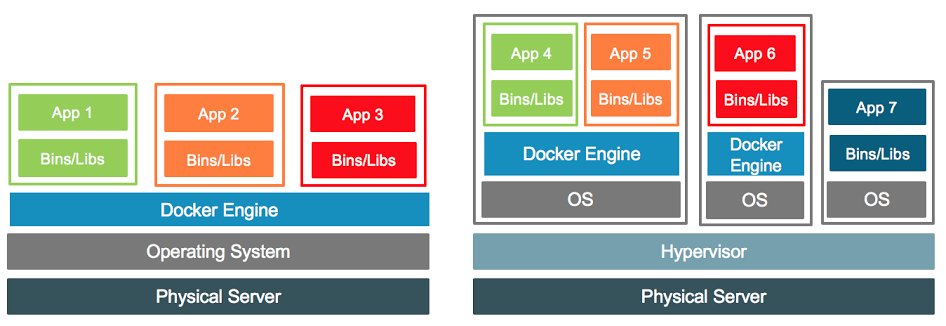 App 1
Bins/Libs
App 2
Bins/Libs
App 3
Bins/Libs
Docker Engine
Operating System
Physical Server
App 4
Bins/Libs
App 5
Bins/Libs
Docker Engine
OS
App 6
Bins/Libs
Docker
Engine
OS
App 7
Bins/Libs
OS
Hypervisor
Physical Server